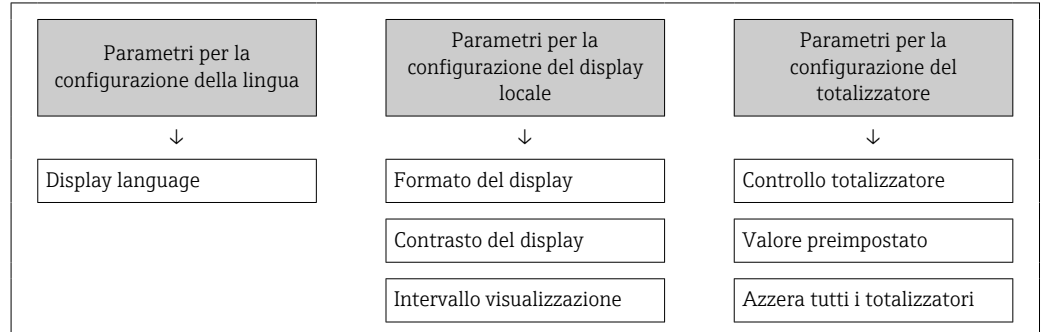 Parametri per la
configurazione della lingua
↓
Display language
Parametri per la
configurazione del display
locale
↓
Formato del display
Contrasto del display
Intervallo visualizzazione
Parametri per la
configurazione del
totalizzatore
↓
Controllo totalizzatore
Valore preimpostato
Azzera tutti i totalizzatori